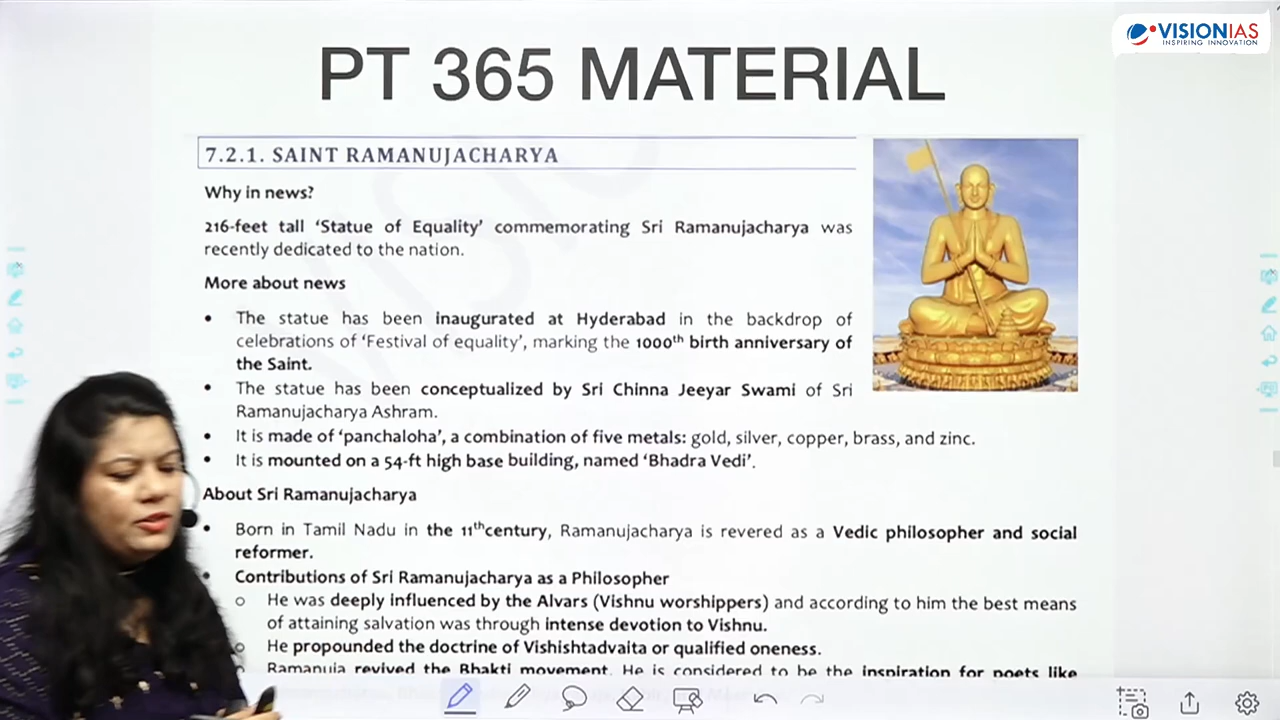 VISIONIAS
INSPIRING INNOVATION
PT 365 MATERIAL
7.2.1. SAINT RAMANUJACHARYA
Why in news?
216-feet tall ‘Statue of Equality’ commemorating Sri Ramanujacharya was
recently dedicated to the nation.
More about news
• The statue has been inaugurated at Hyderabad in the backdrop of
celebrations of ‘Festival of equality’, marking the 1000th birth anniversary of
the Saint.
• The statue has been conceptualized by Sri Chinna Jeeyar Swami of Sri
Ramanujacharya Ashram.
• It is made of ‘panchaloha’, a combination of five metals: gold, silver, copper, brass, and zinc.
• It is mounted on a 54-ft high base building, named ‘Bhadra Vedi’.
About Sri Ramanujacharya
• Born in Tamil Nadu in the 11thcentury, Ramanujacharya is revered as a Vedic philosopher and social
reformer.
• Contributions of Sri Ramanujacharya as a Philosopher
o He was deeply influenced by the Alvars (Vishnu worshippers) and according to him the best means
of attaining salvation was through intense devotion to Vishnu.
o He propounded the doctrine of Vishishtadvaita or qualified oneness.
o Ramanuja revived the Bhakti movement. He is considered to be the inspiration for poets like